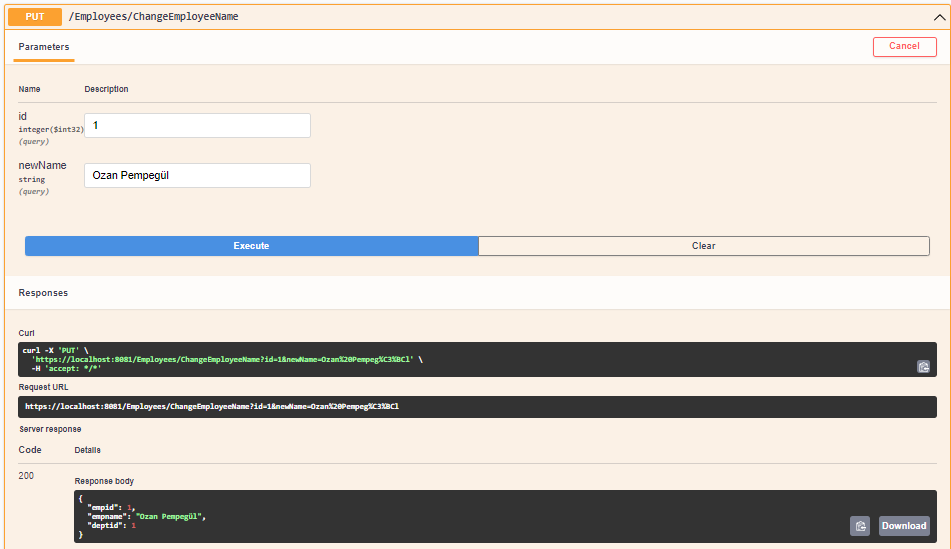 PUT /Employees/ChangeEmployeeName
Parameters
Cancel
Name Description
id
integer($int32)
(query)
1
newName
string
(query)
Ozan Pempegül
Execute Clear
Responses
Curl
curl -X 'PUT' \
'https://localhost:8081/Employees/ChangeEmployeeName?id=1&newName=Ozan%20Pempeg%C3%BCl' \
-H 'accept: */*'
Request URL
https://localhost:8081/Employees/ChangeEmployeeName?id=1&newName=Ozan%20Pempeg%C3%BCl
Server response
Code Details
200
Response body
{
"empid": 1,
"empname": "Ozan Pempegül",
"deptid": 1
}
Download